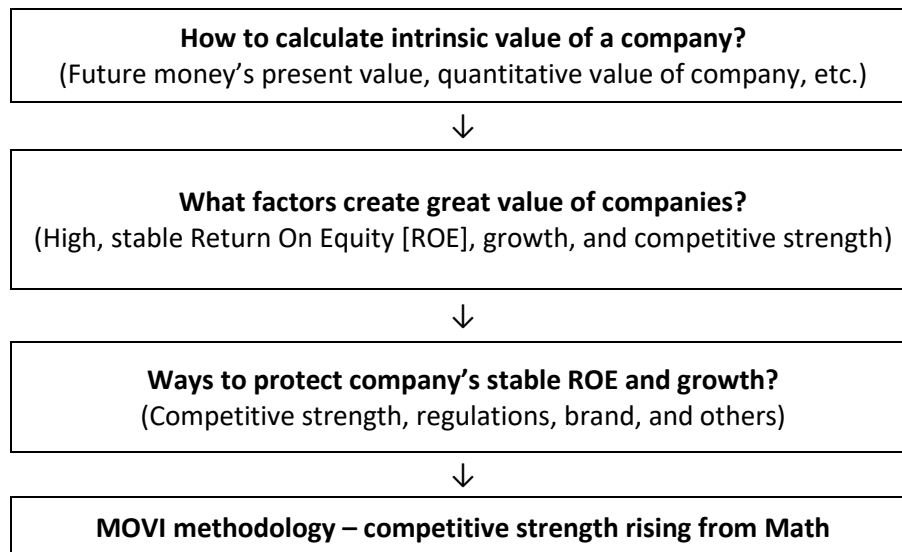 How to calculate intrinsic value of a company?
(Future money’s present value, quantitative value of company, etc.)
↓
What factors create great value of companies?
(High, stable Return On Equity [ROE], growth, and competitive strength)
↓
Ways to protect company’s stable ROE and growth?
(Competitive strength, regulations, brand, and others)
↓
MOVI methodology – competitive strength rising from Math